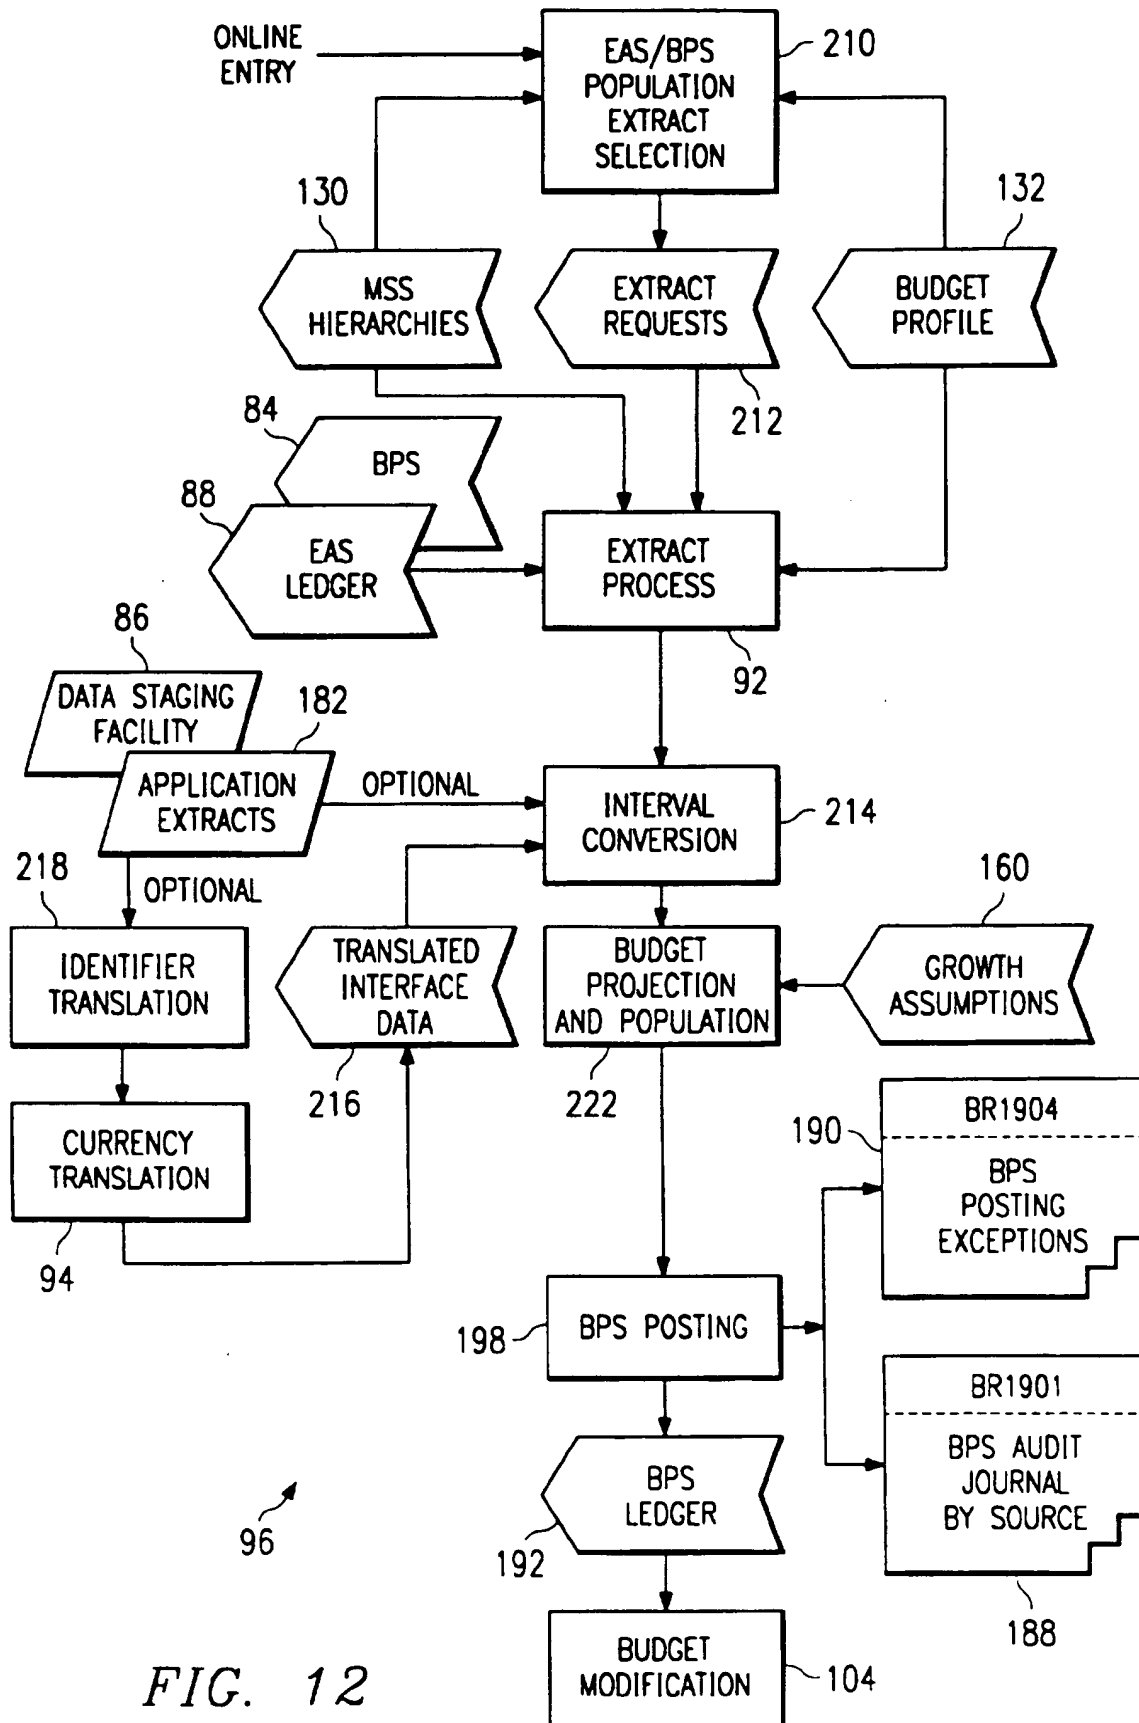 ONLINE
ENTRY
EAS/BPS
POPULATION
EXTRACT
SELECTION
210
130
132
MSS
HIERARCHIES
EXTRACT
REQUESTS
BUDGET
PROFILE
212
84
BPS
88
EAS
LEDGER
EXTRACT
PROCESS
92
86
DATA STAGING
FACILITY
182
APPLICATION
EXTRACTS
OPTIONAL
INTERVAL
CONVERSION
214
218
OPTIONAL
160
IDENTIFIER
TRANSLATION
TRANSLATED
INTERFACE
DATA
BUDGET
PROJECTION
AND POPULATION
GROWTH
ASSUMPTIONS
216
222
CURRENCY
TRANSLATION
94
190
BR1904
BPS
POSTING
EXCEPTIONS
198
BPS POSTING
BR1901
BPS AUDIT
JOURNAL
BY SOURCE
188
BPS
LEDGER
192
96
BUDGET
MODIFICATION
104
FIG. 12